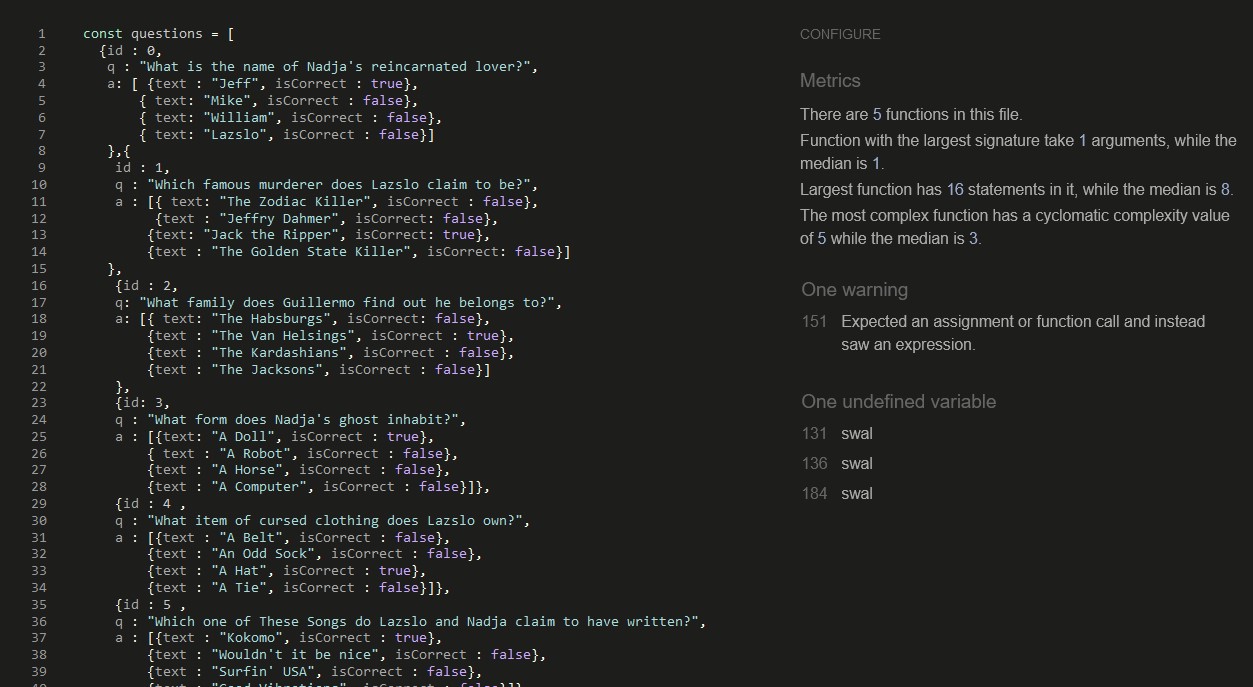 1 const questions = [
2 {id : 0,
3 q : "What is the name of Nadja's reincarnated lover?",
4 a: [ {text : "Jeff", isCorrect : true},
5 { text: "Mike", isCorrect : false},
6 { text: "William", isCorrect : false},
7 { text: "Lazslo", isCorrect : false}]
8 },{
9 id : 1,
10 q : "Which famous murderer does Lazslo claim to be?",
11 a : [{ text: "The Zodiac Killer", isCorrect : false},
12 {text : "Jeffry Dahmer", isCorrect: false},
13 {text: "Jack the Ripper", isCorrect: true},
14 {text : "The Golden State Killer", isCorrect: false}]
15 },
16 {id : 2,
17 q: "What family does Guillermo find out he belongs to?",
18 a: [{ text: "The Habsburgs", isCorrect: false},
19 {text : "The Van Helsings", isCorrect : true},
20 {text : "The Kardashians", isCorrect : false},
21 {text : "The Jacksons", isCorrect : false}]
22 },
23 {id: 3,
24 q : "What form does Nadja's ghost inhabit?",
25 a : [{text: "A Doll", isCorrect : true},
26 { text : "A Robot", isCorrect : false},
27 {text : "A Horse", isCorrect : false},
28 {text : "A Computer", isCorrect : false}]},
29 {id : 4 ,
30 q : "What item of cursed clothing does Lazslo own?",
31 a : [{text : "A Belt", isCorrect : false},
32 {text : "An Odd Sock", isCorrect : false},
33 {text : "A Hat", isCorrect : true},
34 {text : "A Tie", isCorrect : false}]},
35 {id : 5 ,
36 q : "Which one of These Songs do Lazslo and Nadja claim to have written?",
37 a : [{text : "Kokomo", isCorrect : true},
38 {text : "Wouldn't it be nice", isCorrect : false},
39 {text : "Surfin' USA", isCorrect : false},
CONFIGURE
Metrics
There are 5 functions in this file.
Function with the largest signature take 1 arguments, while the
median is 1.
Largest function has 16 statements in it, while the median is 8.
The most complex function has a cyclomatic complexity value
of 5 while the median is 3.
One warning
151 Expected an assignment or function call and instead
saw an expression.
One undefined variable
131 swal
136 swal
184 swal